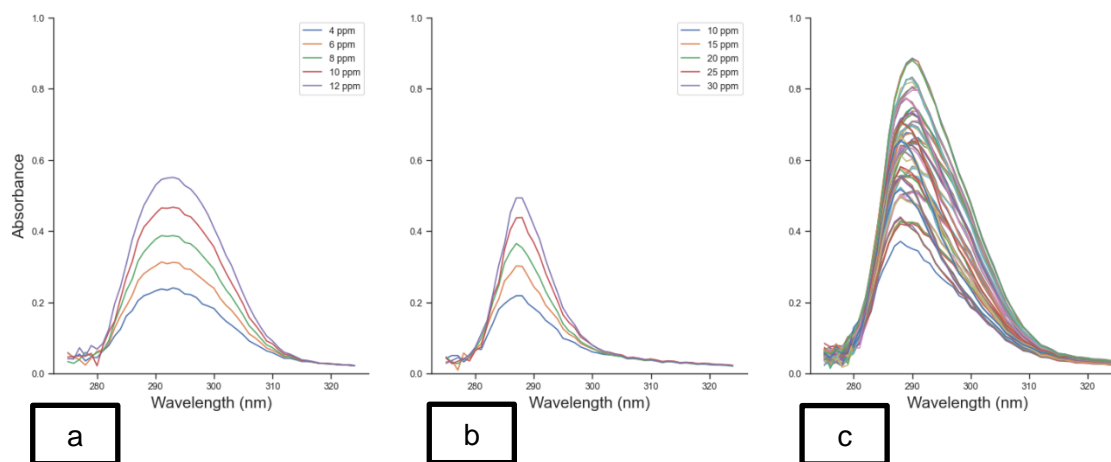 1.0
0.8
0.6
0.4
0.2
0.0
Absorbance
280 290 300 310 320
Wavelength (nm)
4 ppm
6 ppm
8 ppm
10 ppm
12 ppm
a
1.0
0.8
0.6
0.4
0.2
0.0
280 290 300 310 320
Wavelength (nm)
10 ppm
15 ppm
20 ppm
25 ppm
30 ppm
b
1.0
0.8
0.6
0.4
0.2
0.0
280 290 300 310 320
Wavelength (nm)
c